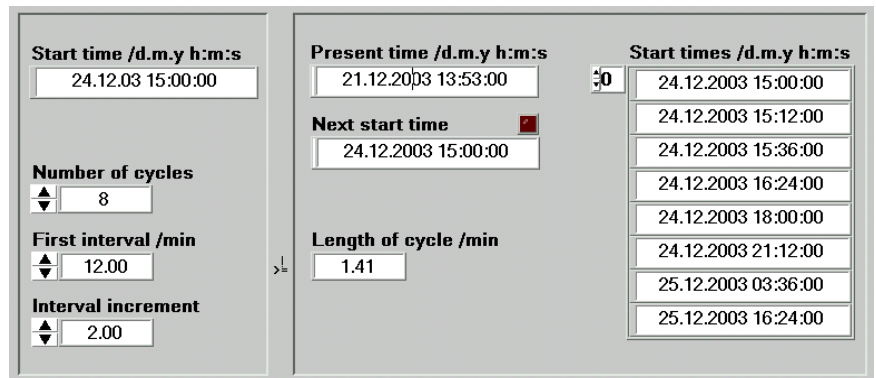 Start time /d.m.y h:m:s
24.12.03 15:00:00
Number of cycles
8
First interval /min
12.00
Interval increment
2.00
Present time /d.m.y h:m:s
21.12.2003 13:53:00
Next start time
24.12.2003 15:00:00
Length of cycle /min
1.41
Start times /d.m.y h:m:s
0
24.12.2003 15:00:00
24.12.2003 15:12:00
24.12.2003 15:36:00
24.12.2003 16:24:00
24.12.2003 18:00:00
24.12.2003 21:12:00
25.12.2003 03:36:00
25.12.2003 16:24:00